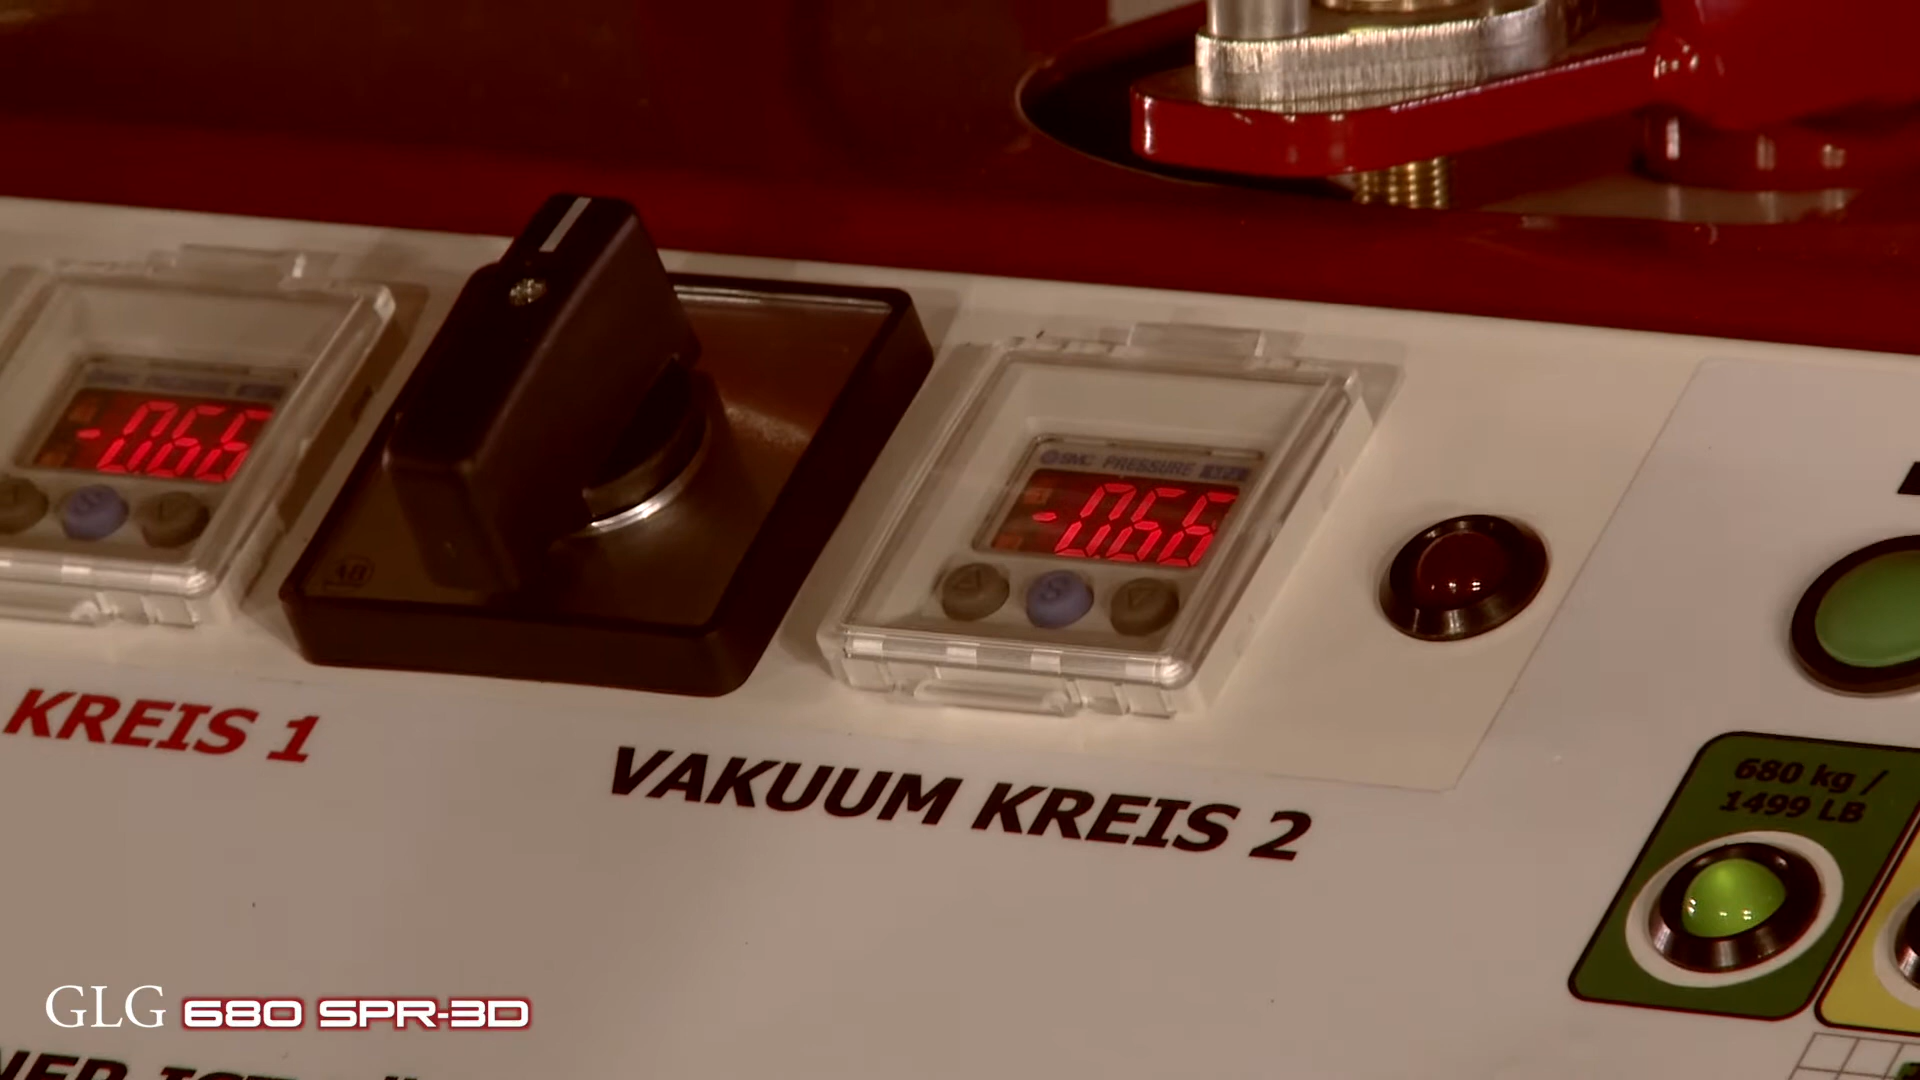 -0.66
SMC PRESSURE
-0.66
S
AB
KREIS 1
VAKUUM KREIS 2
680 kg /
1499 LB
GLG 680 SPR-3D